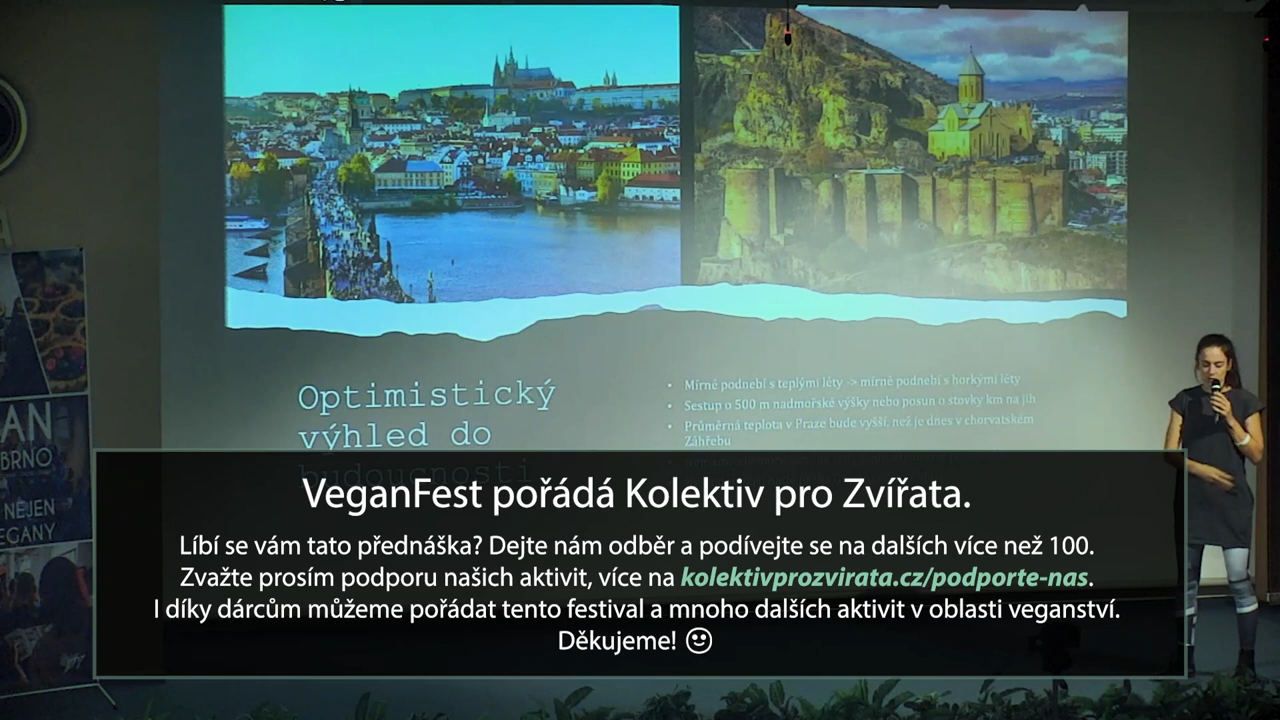 Optimistický
výhled do
budoucnosti
• Mírné podnebí s teplými léty -> mírné podnebí s horkými léty
• Sestup o 500 m nadmořské výšky nebo posun o stovky km na jih
• Průměrná teplota v Praze bude vyšší, než je dnes v chorvatském
Záhřebu
AN
BRNO
NEJEN
EGANY
VeganFest pořádá Kolektiv pro Zvířata.
Líbí se vám tato přednáška? Dejte nám odběr a podívejte se na dalších více než 100.
Zvažte prosím podporu našich aktivit, více na kolektivprozvirata.cz/podporte-nas.
I díky dárcům můžeme pořádat tento festival a mnoho dalších aktivit v oblasti veganství.
Děkujeme! 🙂